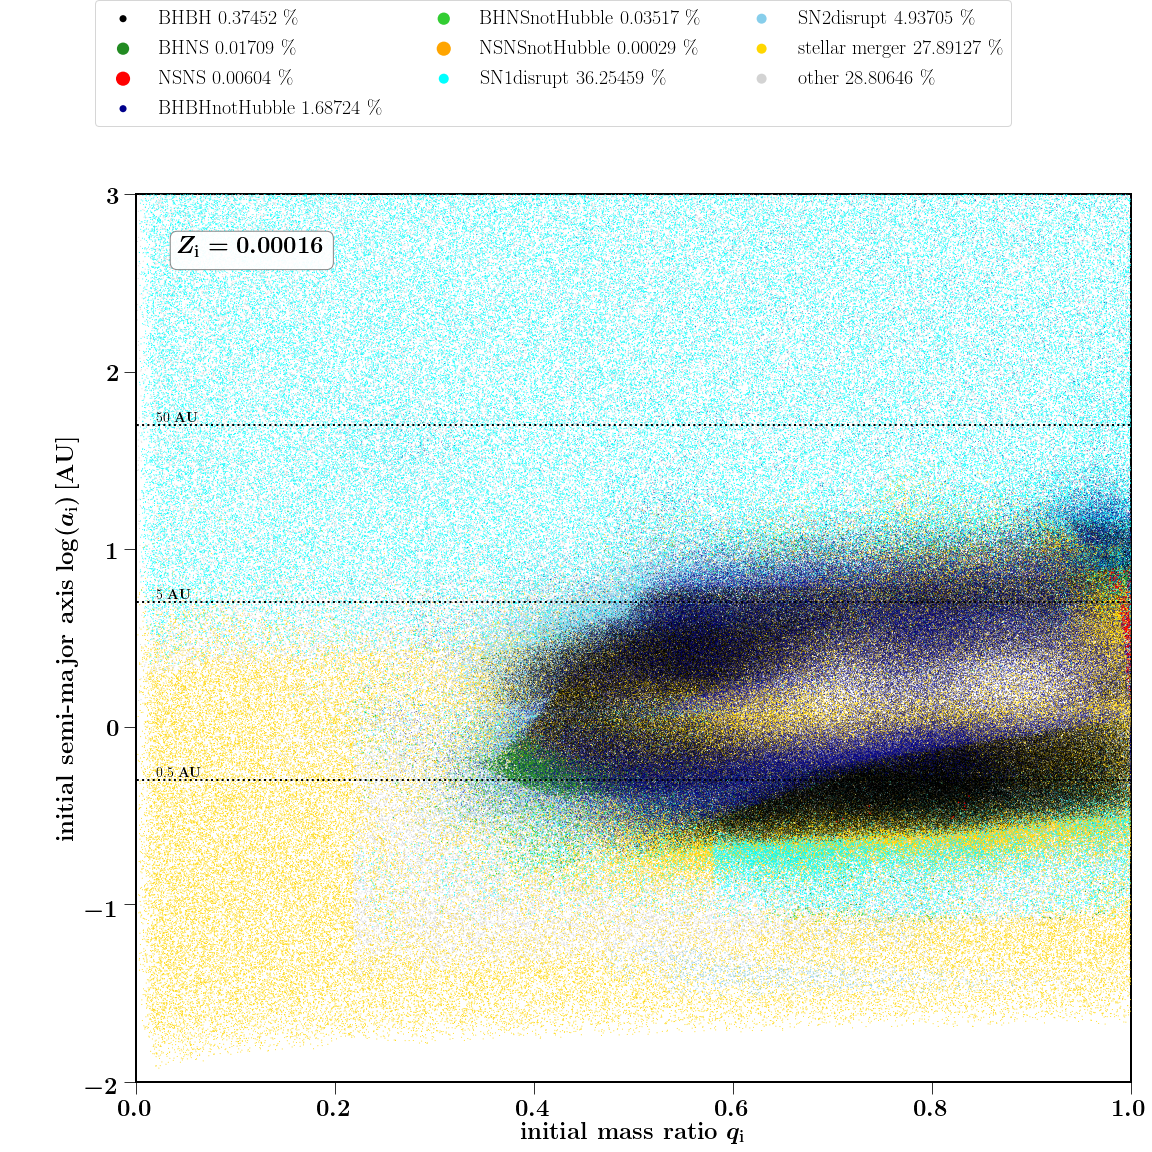 BHBH 0.37452 %
BHNS 0.01709 %
NSNS 0.00604 %
BHBHnotHubble 1.68724 %
BHNSnotHubble 0.03517 %
NSNSnotHubble 0.00029 %
SN1disrupt 36.25459 %
SN2disrupt 4.93705 %
stellar merger 27.89127 %
other 28.80646 %
Zi = 0.00016
3
2
1
0
−1
−2
50 AU
5 AU
0.5 AU
initial semi-major axis log(ai) [AU]
0.0 0.2 0.4 0.6 0.8 1.0
initial mass ratio qi